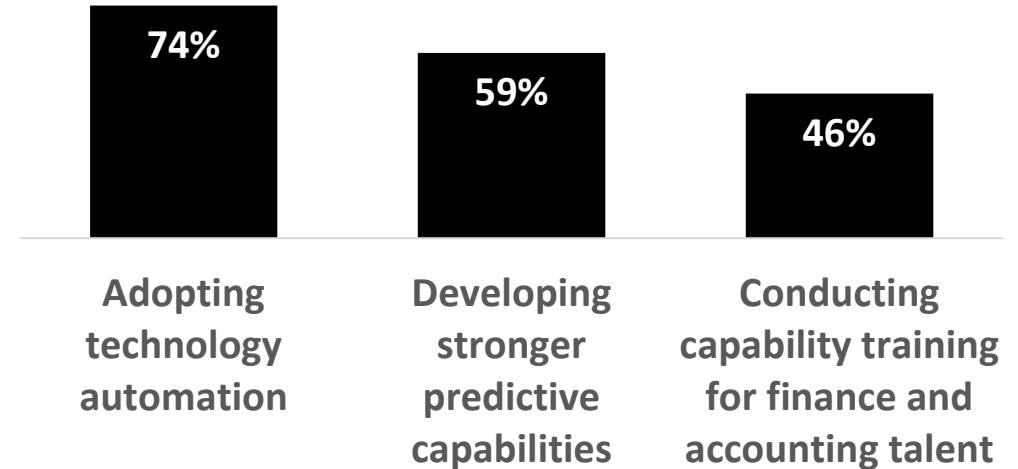 74%
59%
46%
Adopting
technology
automation
Developing
stronger
predictive
capabilities
Conducting
capability training
for finance and
accounting talent